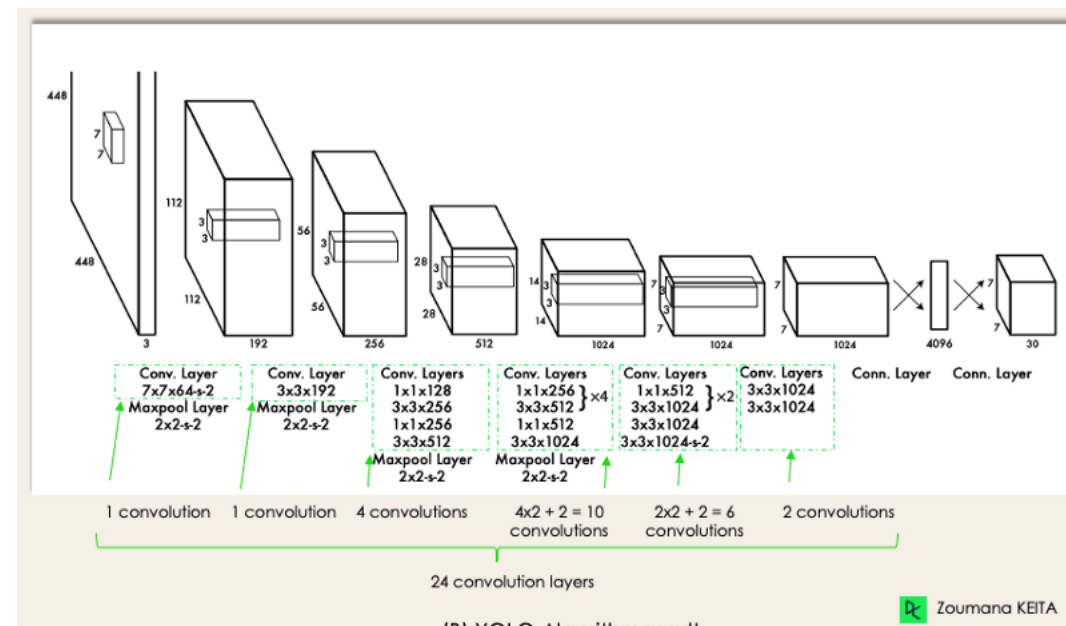 448
7
7
448
3
112
3
3
112
192
56
3
3
56
256
28
3
3
28
512
14
3
3
14
1024
7
3
3
7
1024
7
7
1024
4096
7
7
30
Conv. Layer
7x7x64-s-2
Maxpool Layer
2x2-s-2
Conv. Layer
3x3x192
Maxpool Layer
2x2-s-2
Conv. Layers
1x1x128
3x3x256
1x1x256
3x3x512
Maxpool Layer
2x2-s-2
Conv. Layers
1x1x256
3x3x512
}×4
1x1x512
3x3x1024
Maxpool Layer
2x2-s-2
Conv. Layers
1x1x512
3x3x1024
}×2
3x3x1024
3x3x1024-s-2
Conv. Layers
3x3x1024
3x3x1024
Conn. Layer
Conn. Layer
1 convolution
1 convolution
4 convolutions
4x2 + 2 = 10
convolutions
2x2 + 2 = 6
convolutions
2 convolutions
24 convolution layers
Zoumana KEITA